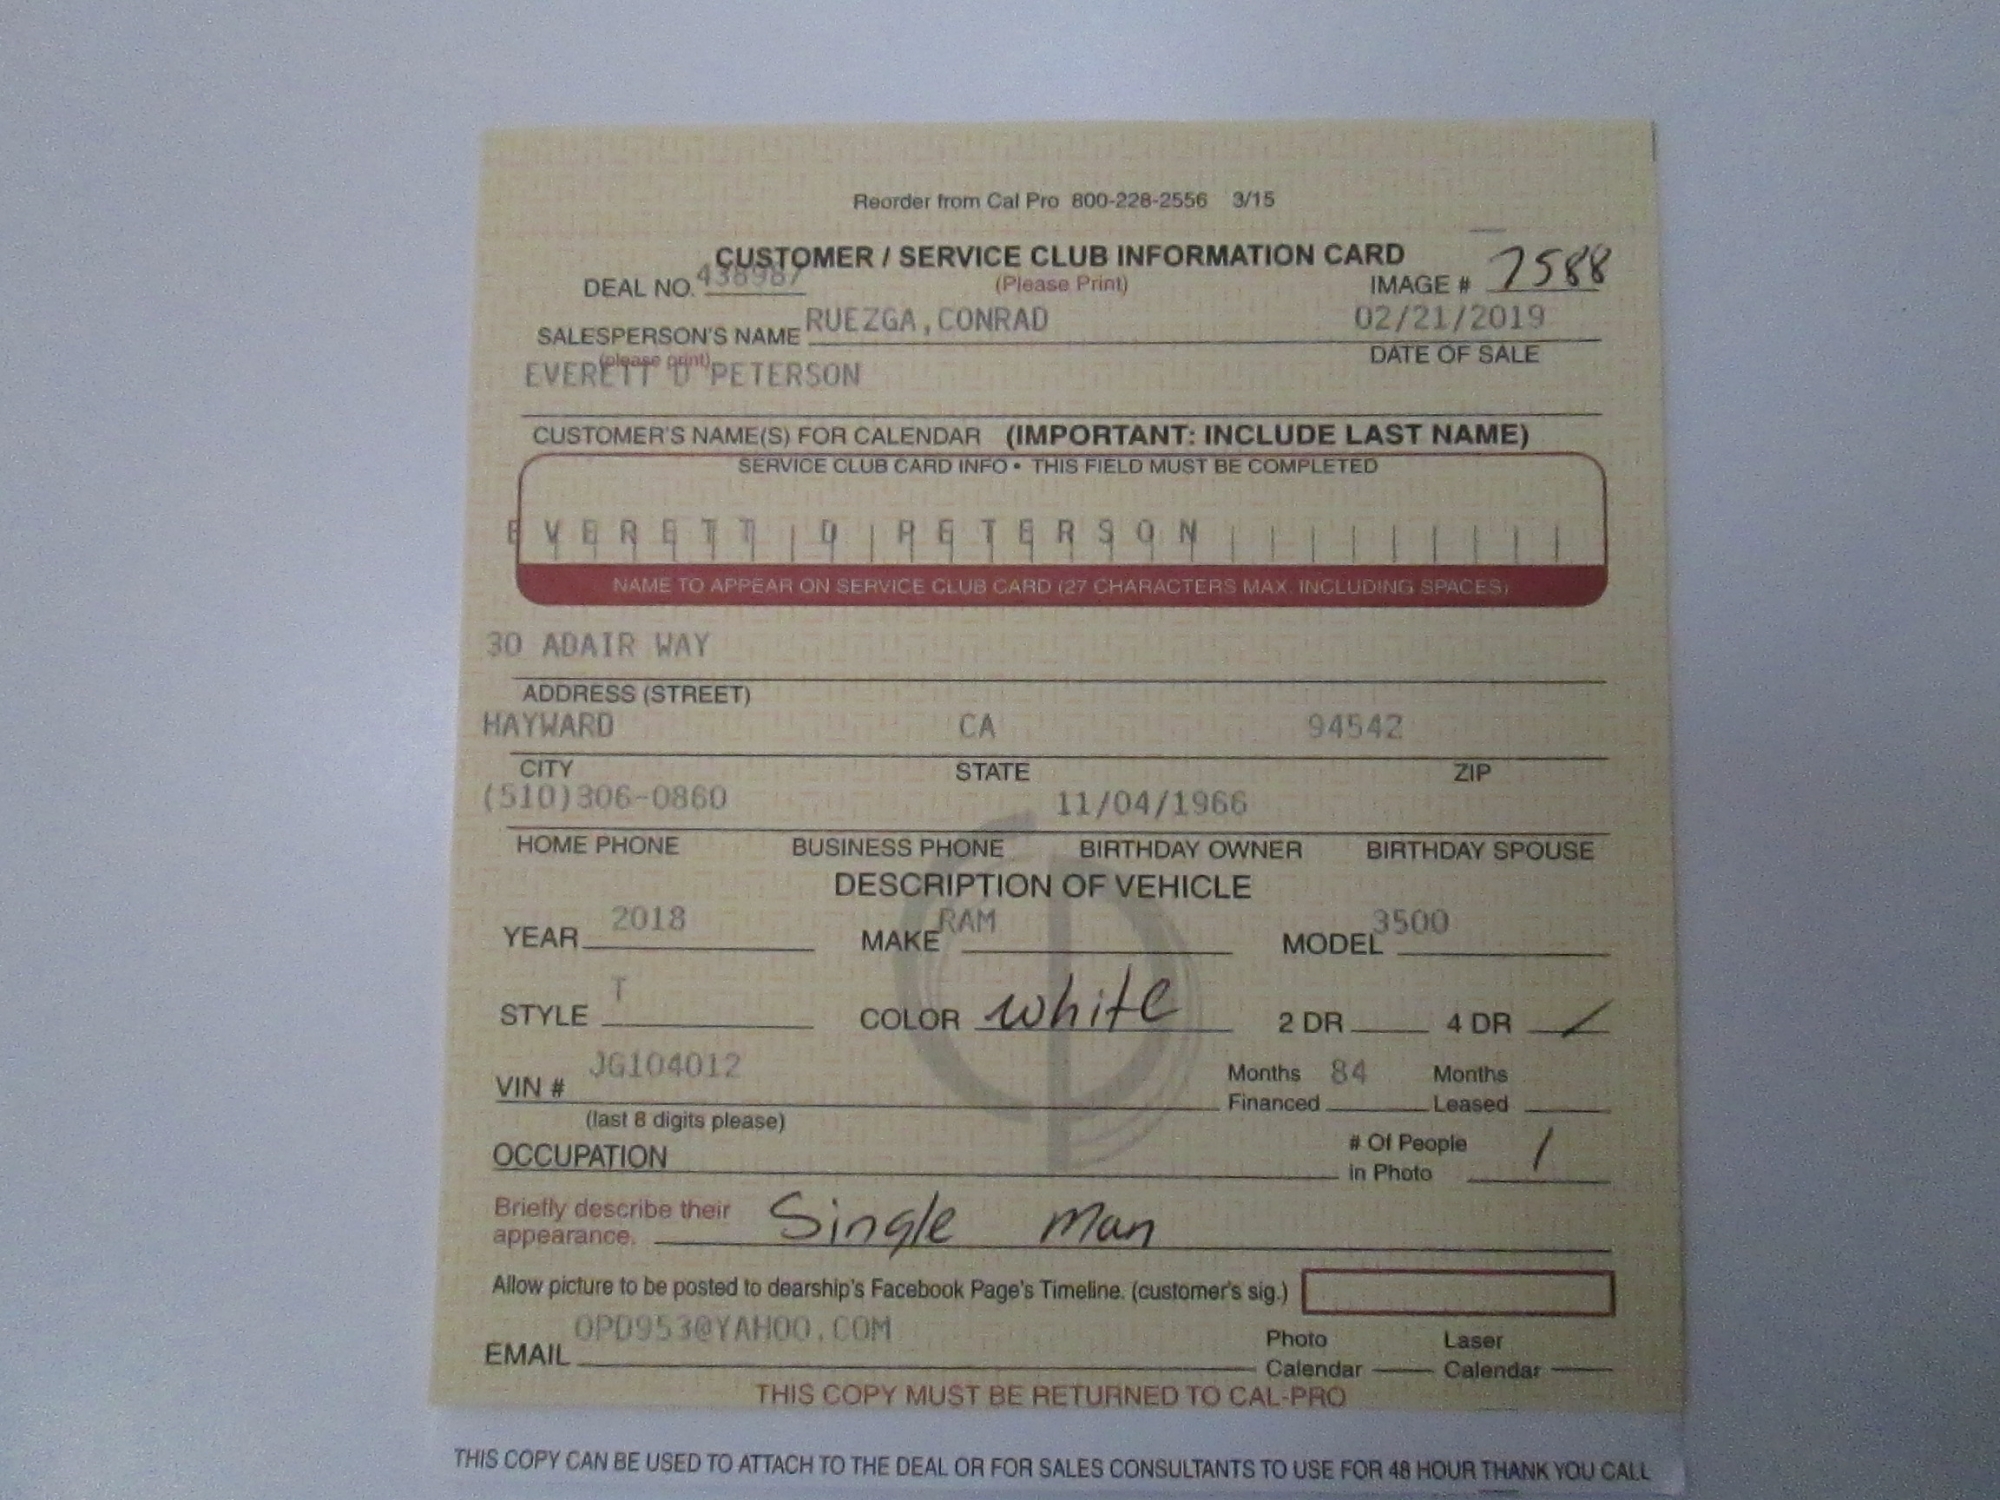 Reorder from Cal Pro 800-228-2556 3/15
CUSTOMER / SERVICE CLUB INFORMATION CARD
DEAL NO. 438987 (Please Print) IMAGE # 7588
SALESPERSON'S NAME RUEZGA,CONRAD 02/21/2019
(please print) DATE OF SALE
EVERETT D PETERSON
CUSTOMER'S NAME(S) FOR CALENDAR (IMPORTANT: INCLUDE LAST NAME)
SERVICE CLUB CARD INFO • THIS FIELD MUST BE COMPLETED
EVERETT D PETERSON
NAME TO APPEAR ON SERVICE CLUB CARD (27 CHARACTERS MAX. INCLUDING SPACES)
30 ADAIR WAY
ADDRESS (STREET)
HAYWARD CA 94542
CITY STATE ZIP
(510)306-0860 11/04/1966
HOME PHONE BUSINESS PHONE BIRTHDAY OWNER BIRTHDAY SPOUSE
DESCRIPTION OF VEHICLE
YEAR 2018 MAKE RAM MODEL 3500
STYLE T COLOR white 2 DR 4 DR /
VIN # JG104012 Months Financed 84 Months Leased
(last 8 digits please)
OCCUPATION # Of People in Photo 1
Briefly describe their appearance. Single Man
Allow picture to be posted to dearship's Facebook Page's Timeline. (customer's sig.)
EMAIL OPD953@YAHOO.COM Photo Calendar Laser Calendar
THIS COPY MUST BE RETURNED TO CAL-PRO
THIS COPY CAN BE USED TO ATTACH TO THE DEAL OR FOR SALES CONSULTANTS TO USE FOR 48 HOUR THANK YOU CALL